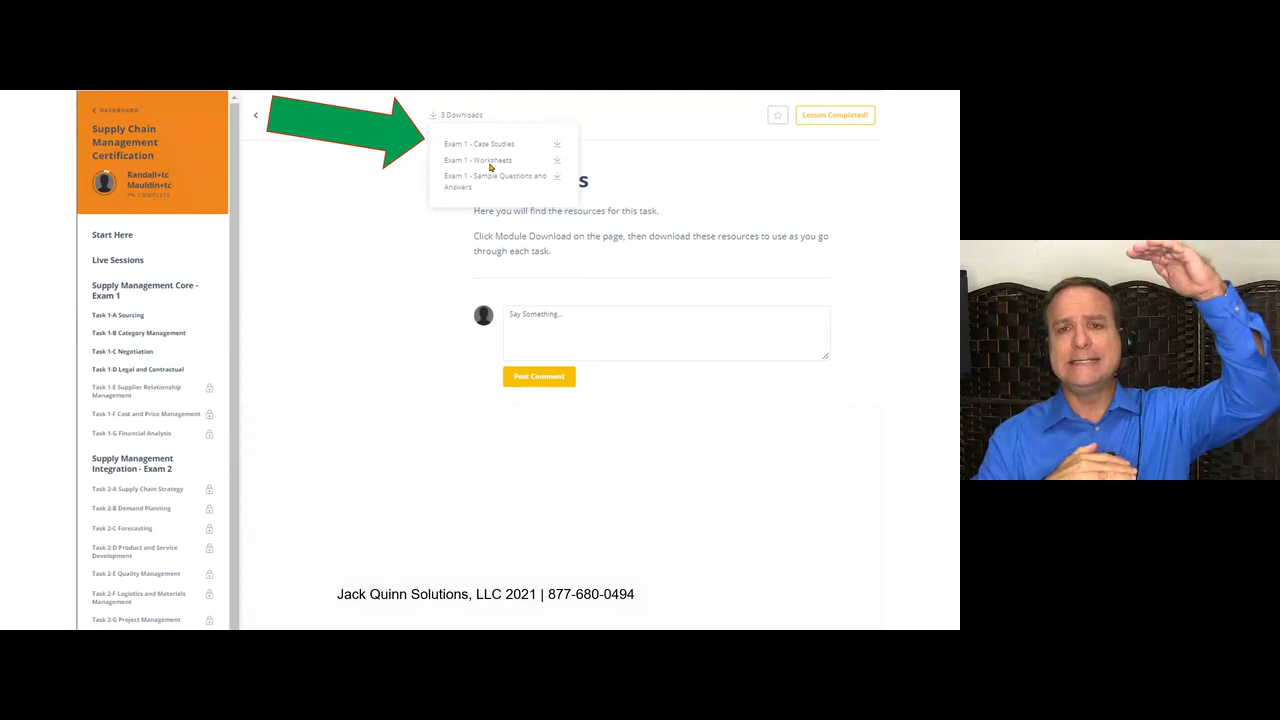 DASHBOARD
Supply Chain
Management
Certification
Randall+tc
Mauldin+tc
7% COMPLETE
Start Here
Live Sessions
Supply Management Core -
Exam 1
Task 1-A Sourcing
Task 1-B Category Management
Task 1-C Negotiation
Task 1-D Legal and Contractual
Task 1-E Supplier Relationship
Management
Task 1-F Cost and Price Management
Task 1-G Financial Analysis
Supply Management
Integration - Exam 2
Task 2-A Supply Chain Strategy
Task 2-B Demand Planning
Task 2-C Forecasting
Task 2-D Product and Service
Development
Task 2-E Quality Management
Task 2-F Logistics and Materials
Management
Task 2-G Project Management
3 Downloads
Lesson Completed!
Exam 1 - Case Studies
Exam 1 - Worksheets
Exam 1 - Sample Questions and
Answers
Here you will find the resources for this task.
Click Module Download on the page, then download these resources to use as you go
through each task.
Say Something...
Post Comment
Jack Quinn Solutions, LLC 2021 | 877-680-0494